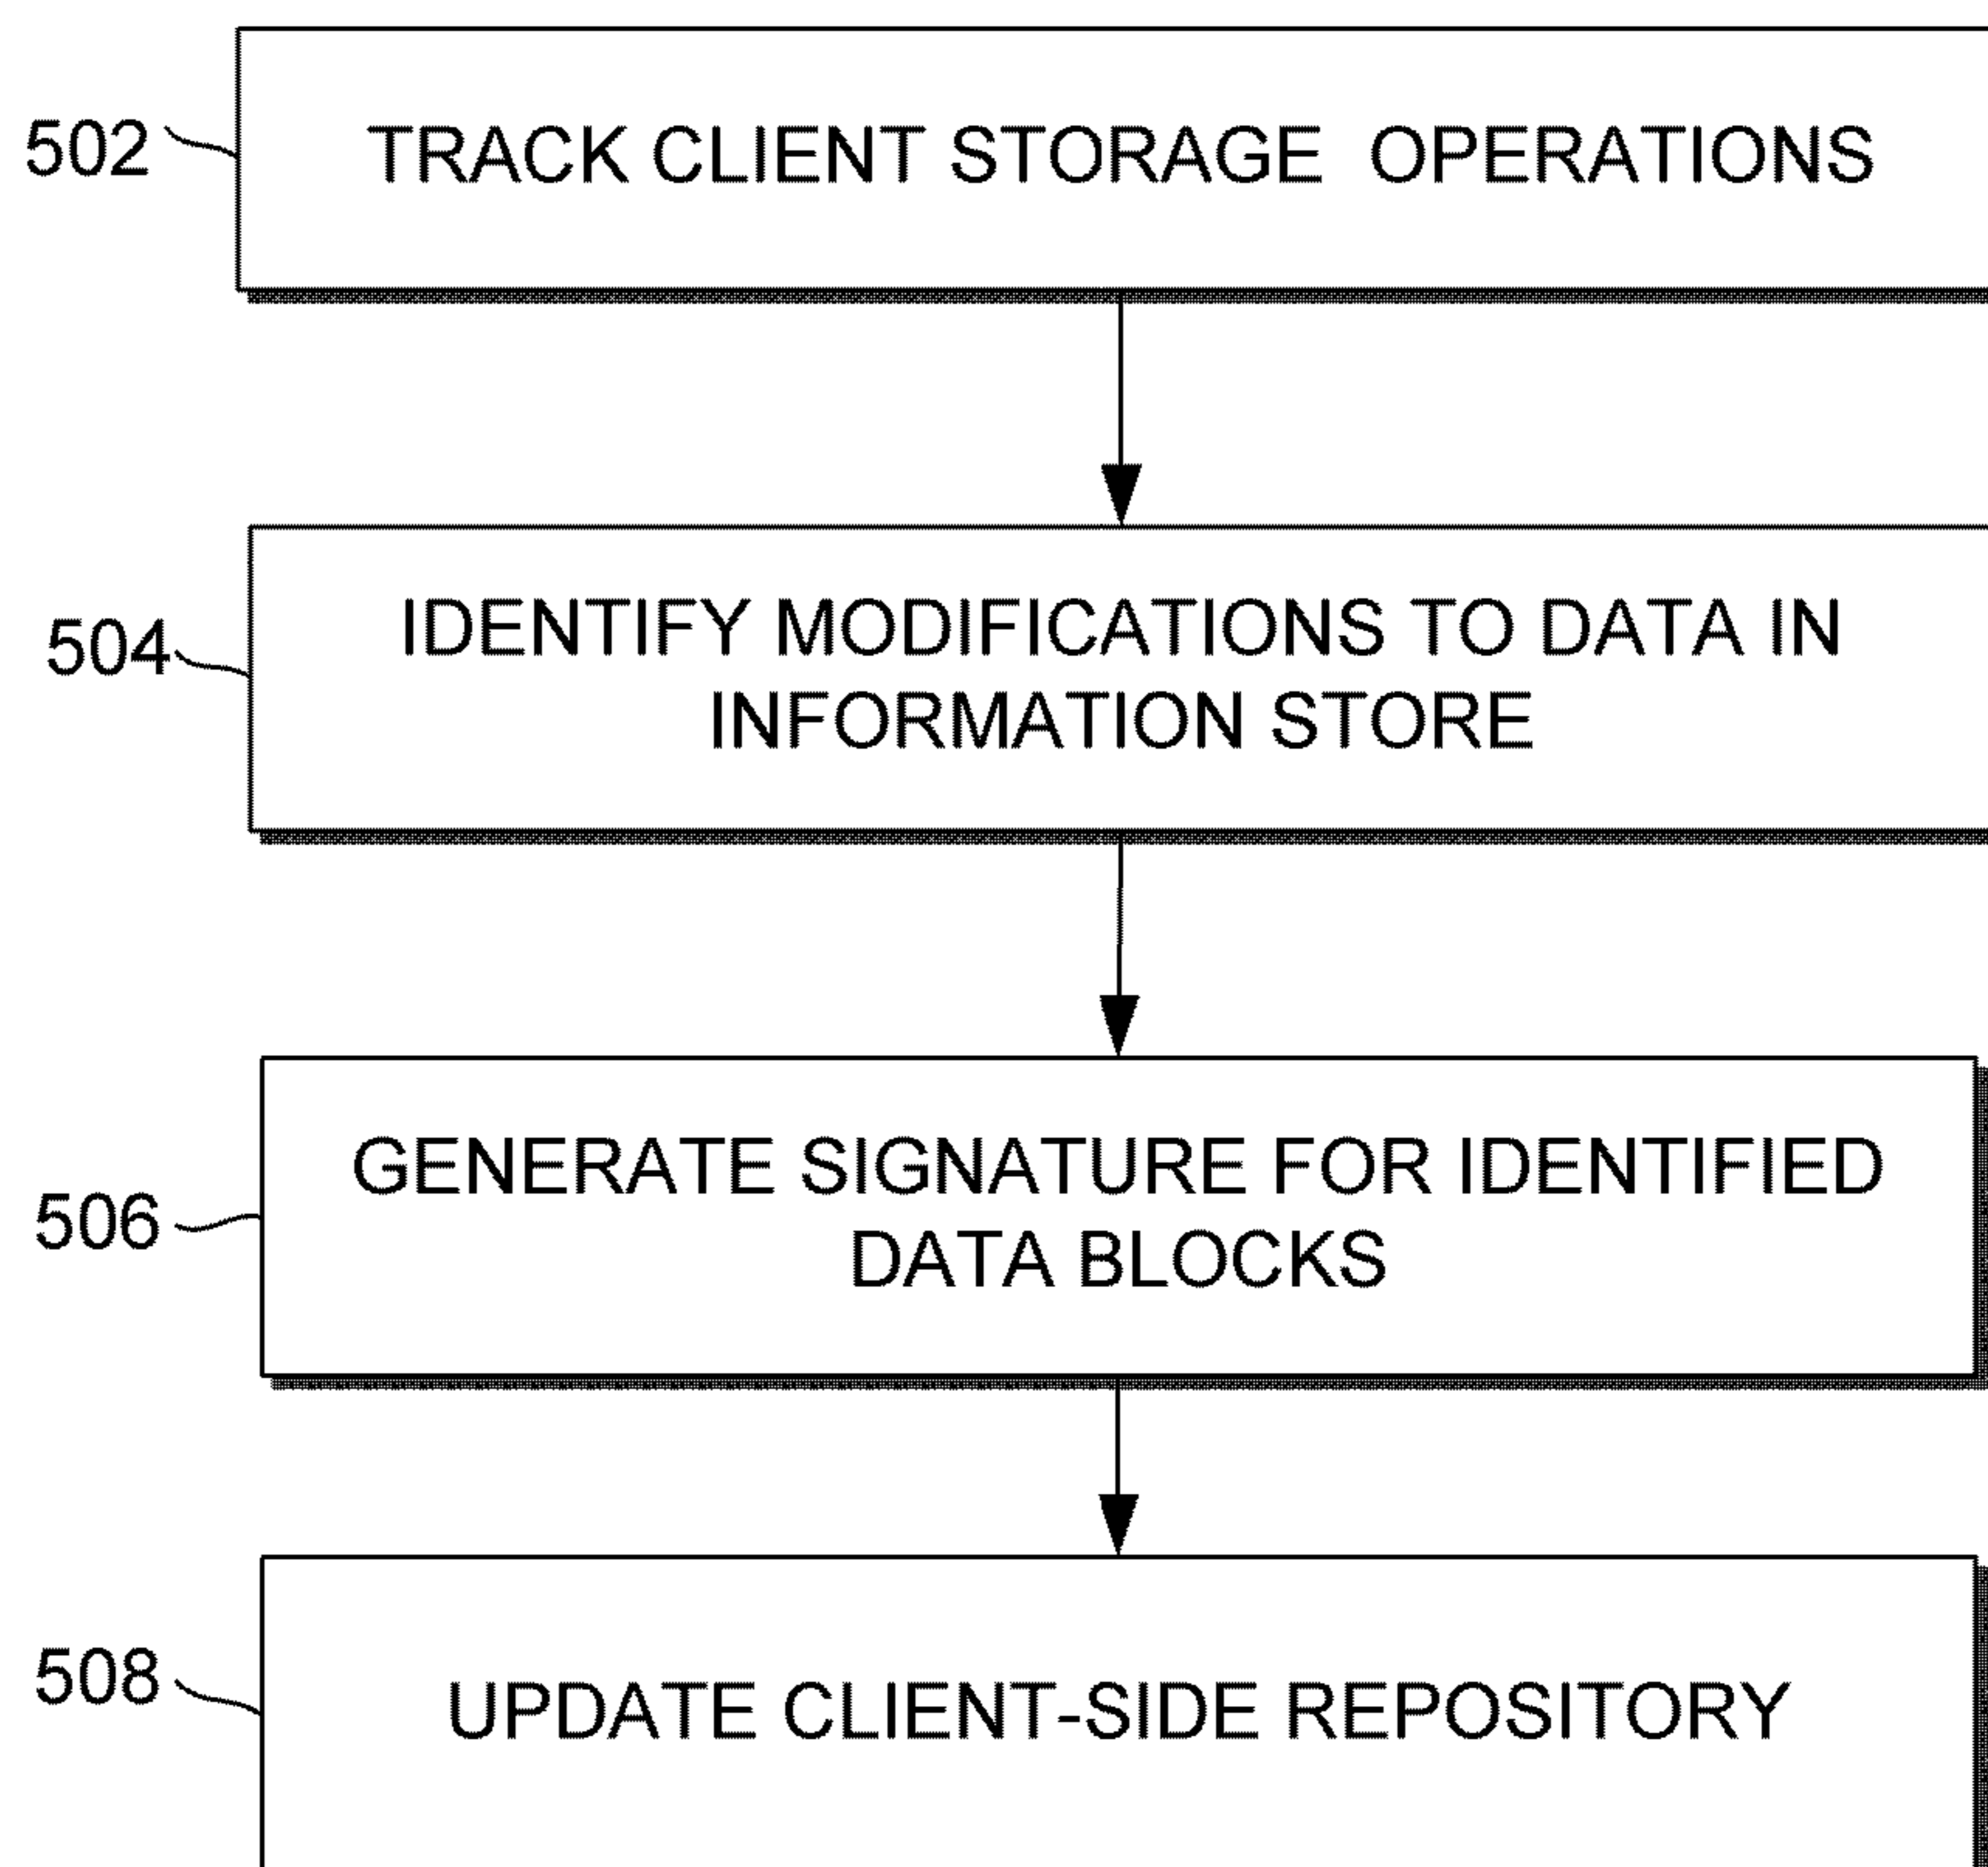 502
TRACK CLIENT STORAGE OPERATIONS
504
IDENTIFY MODIFICATIONS TO DATA IN
INFORMATION STORE
506
GENERATE SIGNATURE FOR IDENTIFIED
DATA BLOCKS
508
UPDATE CLIENT-SIDE REPOSITORY